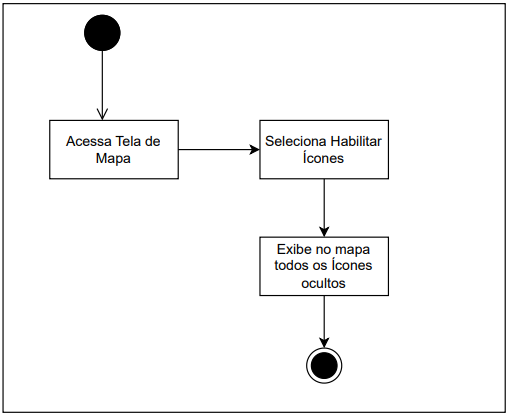 Acessa Tela de
Mapa
Seleciona Habilitar
Ícones
Exibe no mapa
todos os Ícones
ocultos